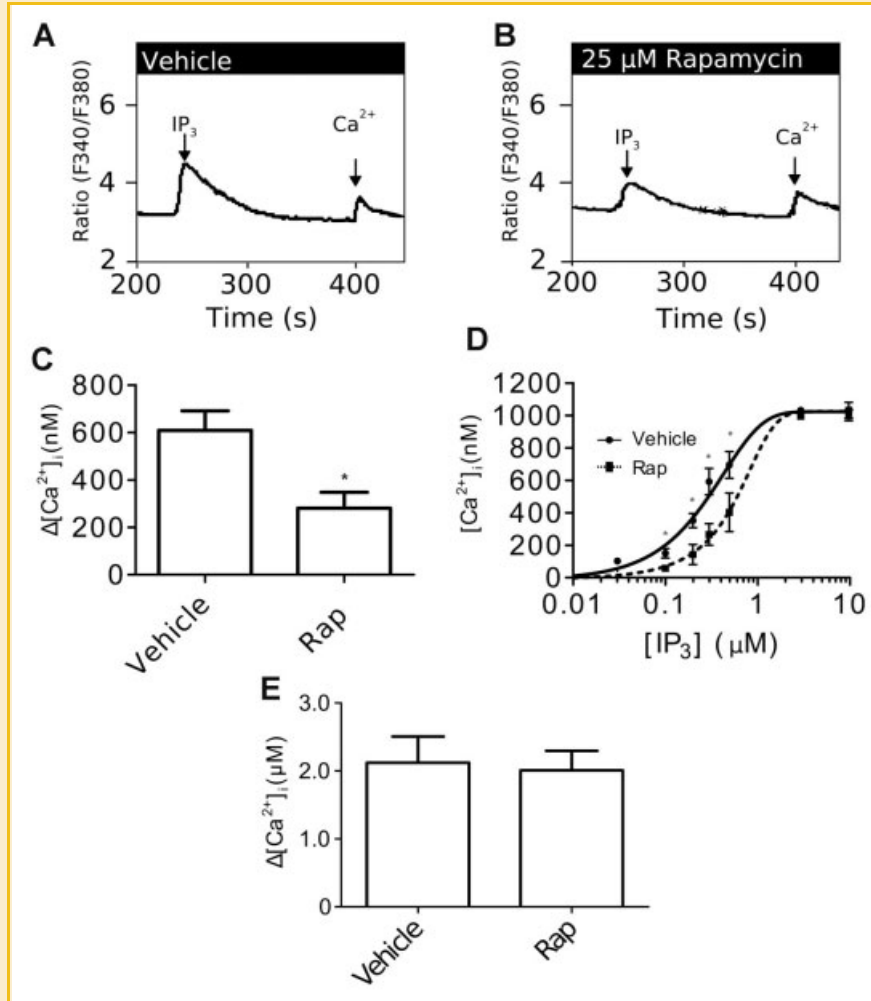 A
Vehicle
Ratio (F340/F380)
6
4
2
IP3
Ca2+
200 300 400
Time (s)
B
25 µM Rapamycin
Ratio (F340/F380)
6
4
2
IP3
Ca2+
200 300 400
Time (s)
C
Δ[Ca2+]i(nM)
800
600
400
200
0
*
Vehicle
Rap
D
[Ca2+]i(nM)
1200
1000
800
600
400
200
0
Vehicle
Rap
* * * *
0.01 0.1 1 10
[IP3] (µM)
E
Δ[Ca2+]i(µM)
3.0
2.0
1.0
0
Vehicle
Rap